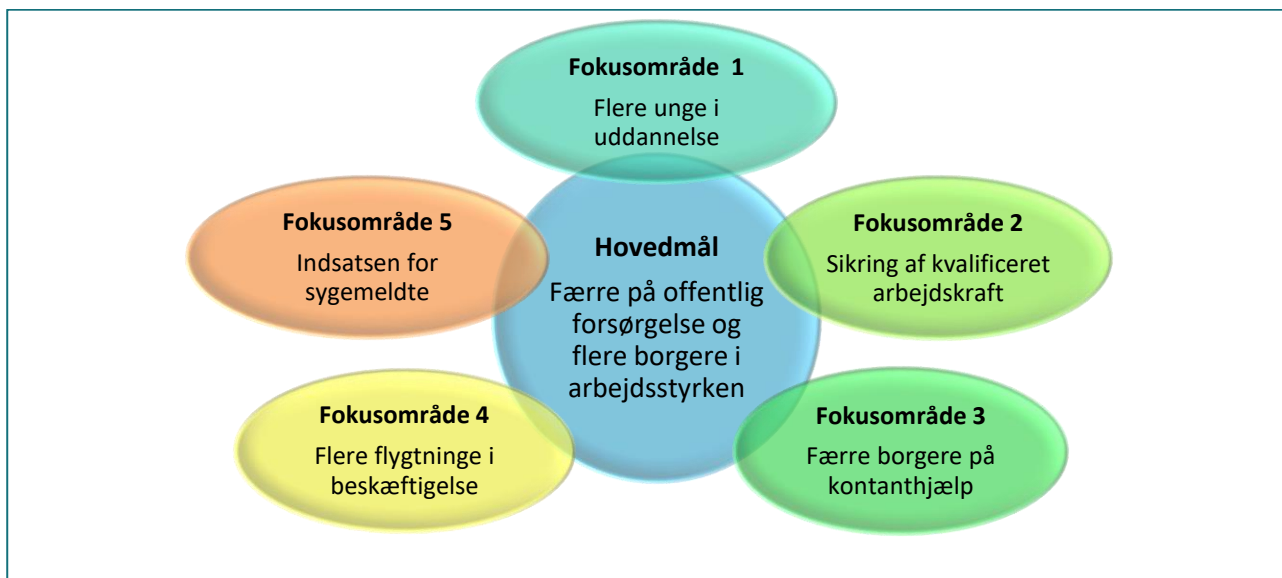 Fokusområde 1
Flere unge i
uddannelse
Fokusområde 5
Indsatsen for
sygemeldte
Hovedmål
Færre på offentlig
forsørgelse og
flere borgere i
arbejdsstyrken
Fokusområde 2
Sikring af kvalificeret
arbejdskraft
Fokusområde 4
Flere flygtninge i
beskæftigelse
Fokusområde 3
Færre borgere på
kontanthjælp